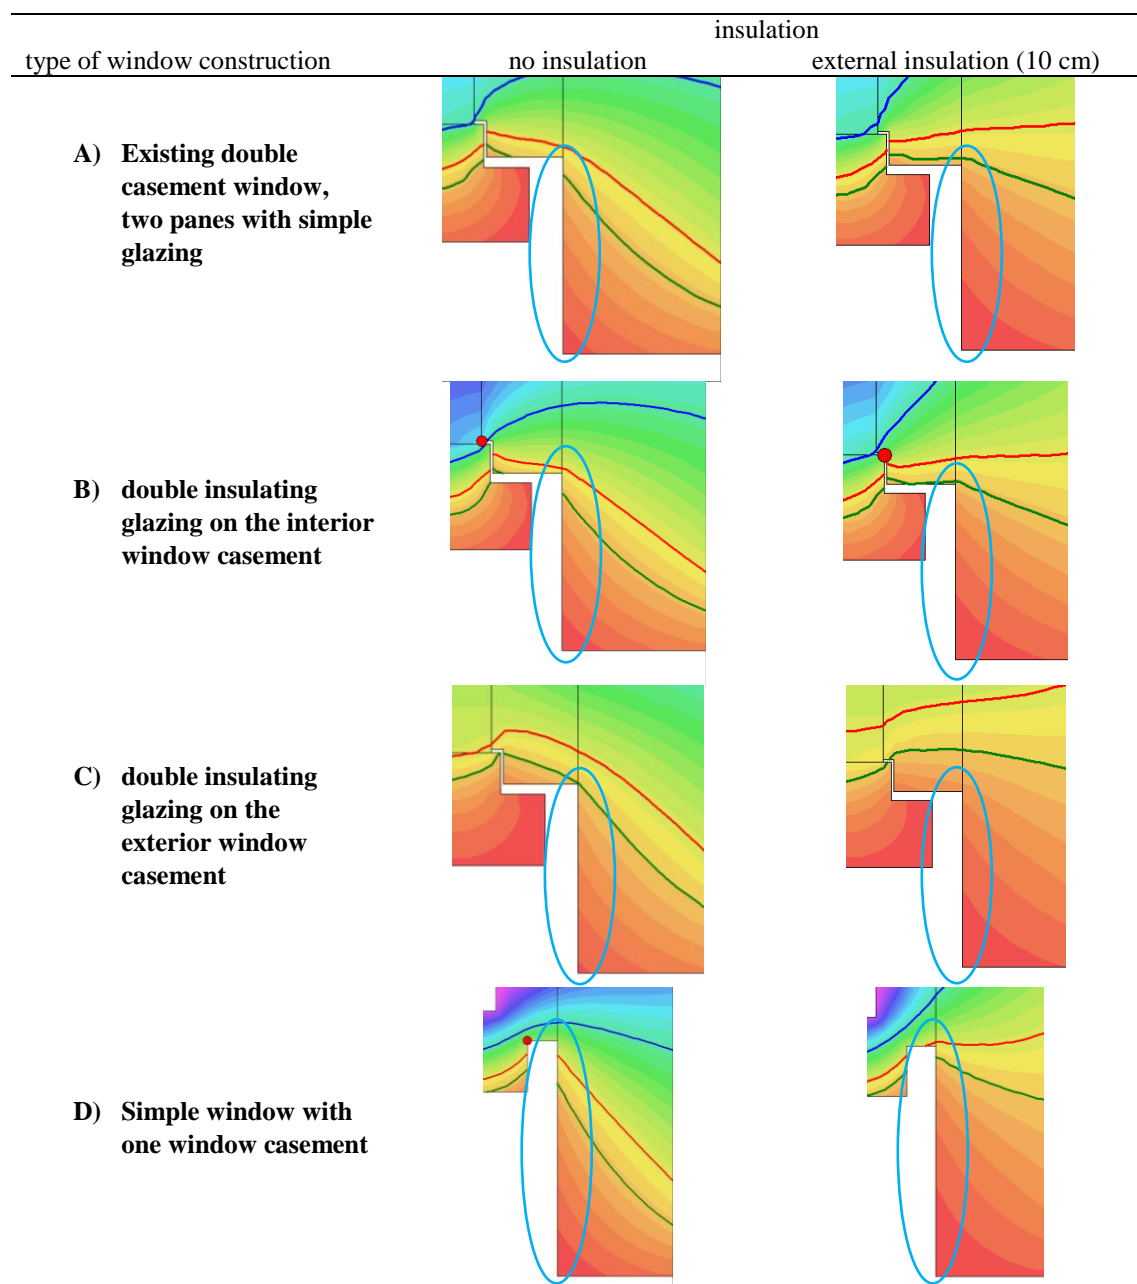 insulation
type of window construction no insulation external insulation (10 cm)
A) Existing double
casement window,
two panes with simple
glazing
B) double insulating
glazing on the interior
window casement
C) double insulating
glazing on the
exterior window
casement
D) Simple window with
one window casement